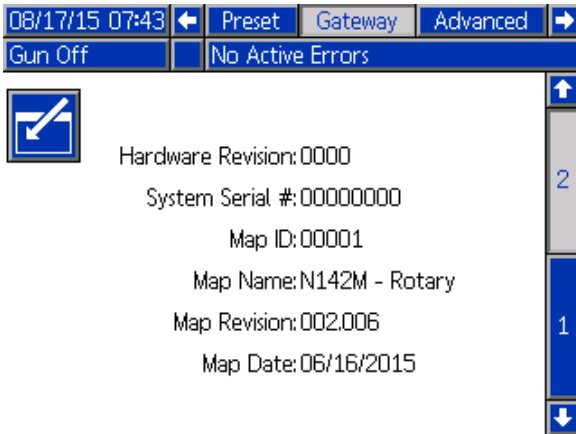 08/17/15 07:43 Preset Gateway Advanced
Gun Off No Active Errors
Hardware Revision: 0000
System Serial #: 00000000
2
Map ID: 00001
Map Name: N142M - Rotary
Map Revision: 002.006
1
Map Date: 06/16/2015